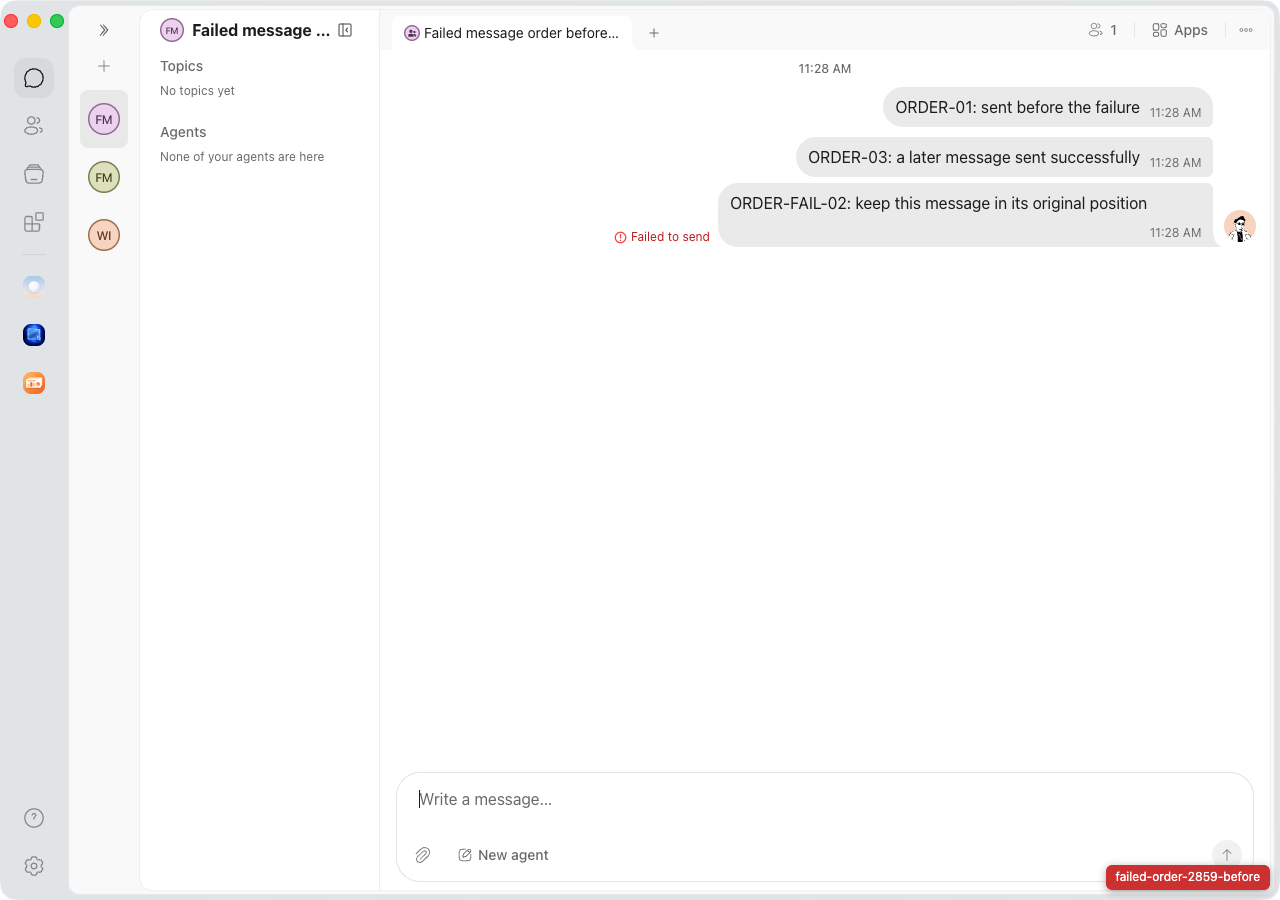 FM
Failed message ...
Failed message order before...
1
Apps
Topics
No topics yet
Agents
None of your agents are here
FM
FM
WI
11:28 AM
ORDER-01: sent before the failure 11:28 AM
ORDER-03: a later message sent successfully 11:28 AM
ORDER-FAIL-02: keep this message in its original position
11:28 AM
Failed to send
Write a message...
New agent
failed-order-2859-before